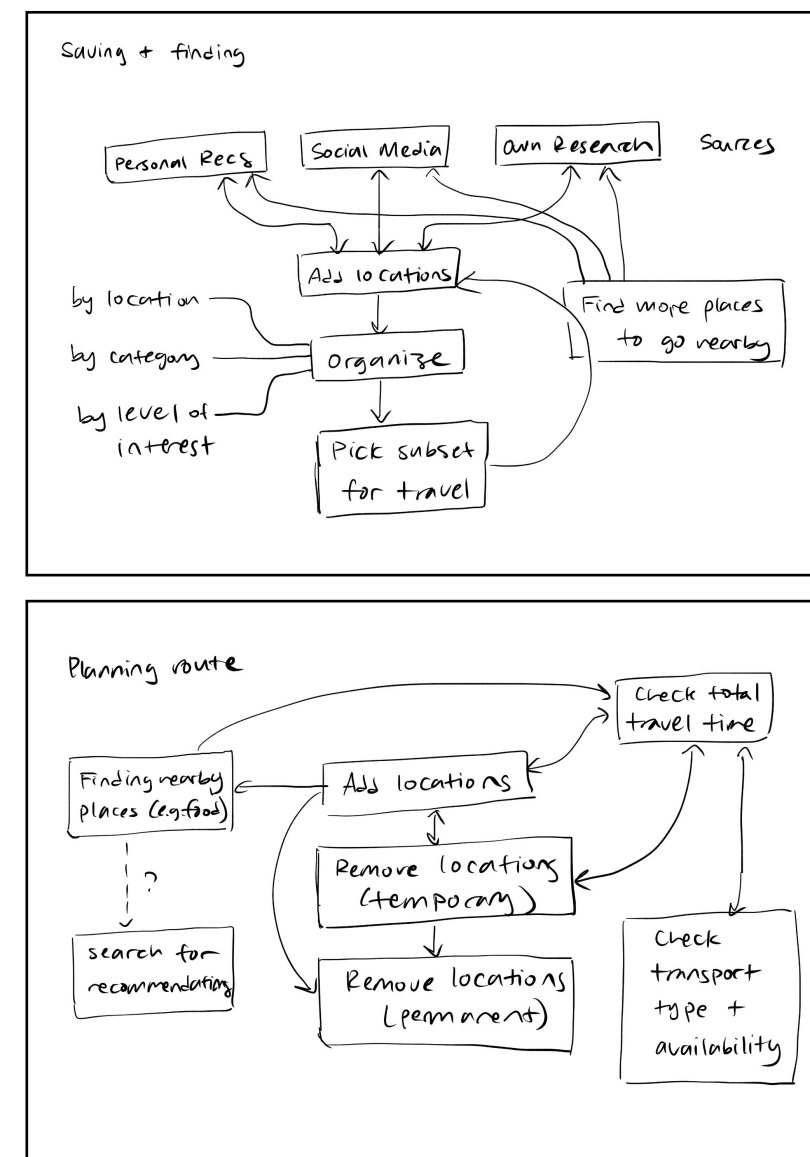 Saving + finding
Personal Recs
Social Media
Own Research
Sources
Add locations
Find more places
to go nearby
by location
by category
by level of
interest
organize
Pick subset
for travel
Planning route
Check total
travel time
Finding nearby
places (e.g. food)
Add locations
Remove locations
(temporary)
?
search for
recommendations
Remove locations
(permanent)
Check
transport
type +
availability